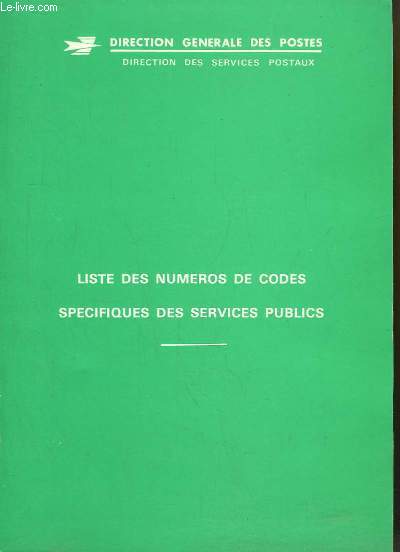 Le-livre.com
DIRECTION GENERALE DES POSTES
DIRECTION DES SERVICES POSTAUX
LISTE DES NUMEROS DE CODES
SPECIFIQUES DES SERVICES PUBLICS